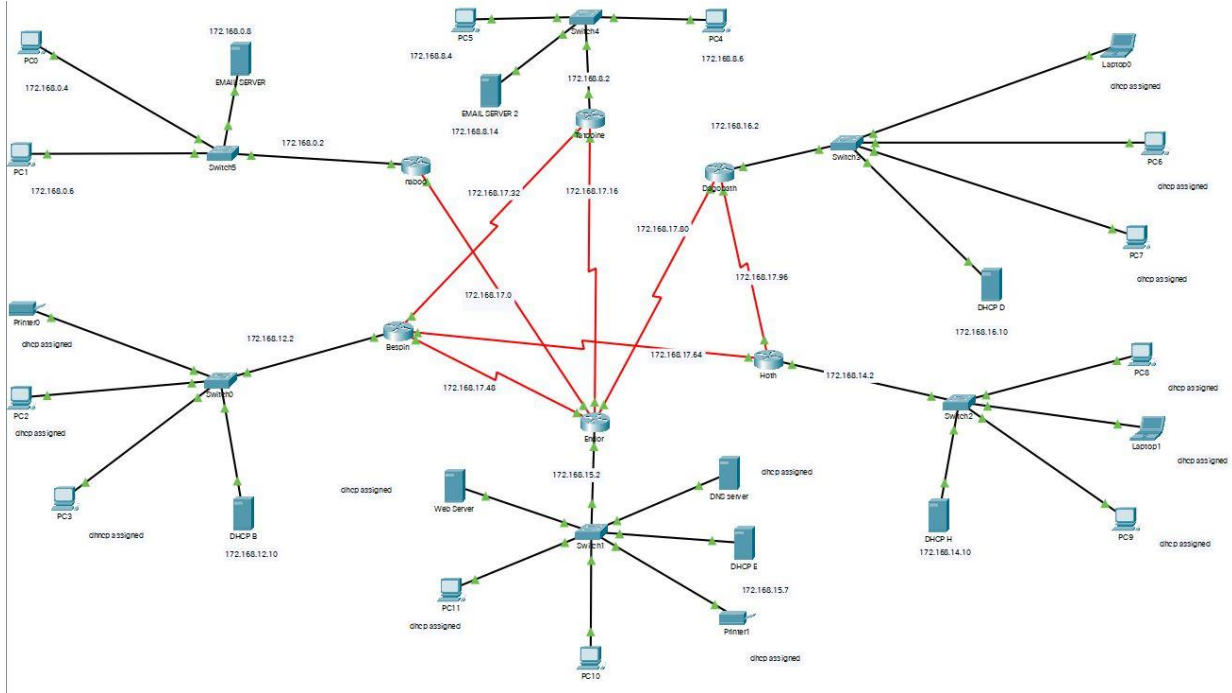 PC0
172.168.0.4
PC1
172.168.0.6
172.168.0.8
EMAIL SERVER
Switch5
172.168.0.2
naboo
PC5
172.168.8.4
Switch4
PC4
172.168.8.6
172.168.8.2
EMAIL SERVER 2
172.168.8.14
Tatooine
172.168.17.32
172.168.17.16
172.168.16.2
Switch3
Dagobah
Laptop0
dhcp assigned
PC6
dhcp assigned
PC7
dhcp assigned
DHCP D
172.168.16.10
172.168.17.80
172.168.17.96
172.168.17.0
Printer0
dhcp assigned
172.168.12.2
Bespin
Switch0
PC2
dhcp assigned
PC3
dhncp assigned
DHCP B
172.168.12.10
172.168.17.64
172.168.17.48
Hoth
172.168.14.2
Switch2
PC8
dhcp assigned
Laptop1
dhcp assigned
PC9
dhcp assigned
DHCP H
172.168.14.10
Endor
172.168.15.2
dhcp assigned
Web Server
DNS server
dhcp assigned
Switch1
DHCP E
172.168.15.7
PC11
dhcp assigned
Printer1
dhcp assigned
PC10